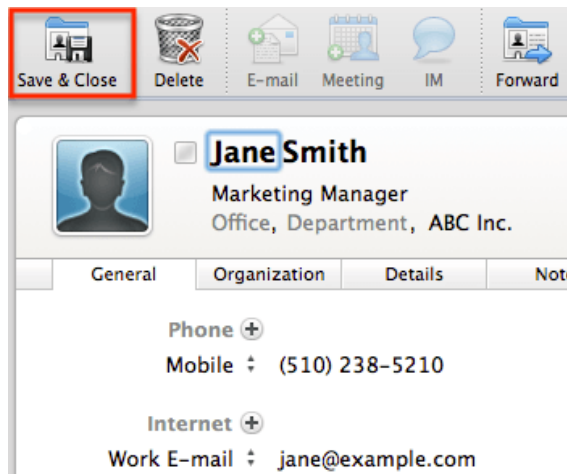 Save & Close Delete E-mail Meeting IM Forward
Jane Smith
Marketing Manager
Office, Department, ABC Inc.
General Organization Details
Phone
Mobile (510) 238-5210
Internet
Work E-mail jane@example.com